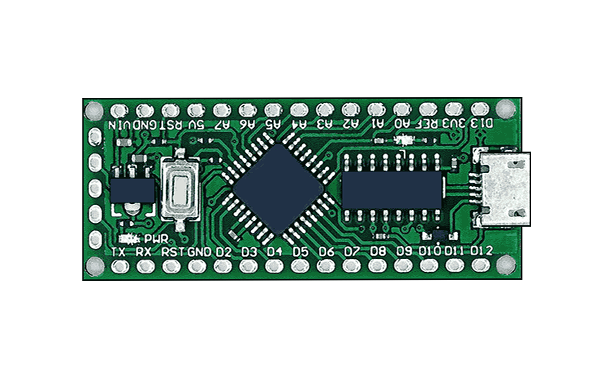 VIN GND RST 5V A7 A6 A5 A4 A3 A2 A1 A0 REF 3V3 D13
PWR
TX RX RST GND D2 D3 D4 D5 D6 D7 D8 D9 D10 D11 D12